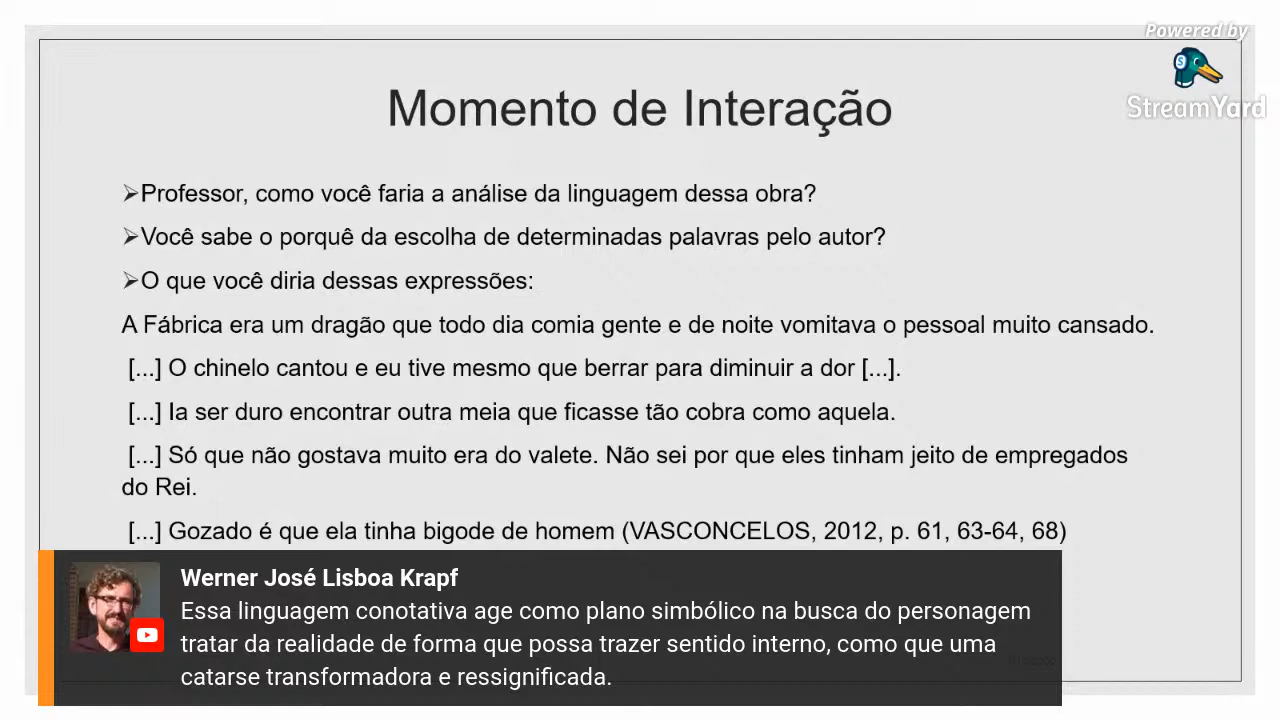 Powered by
StreamYard
Momento de Interação
➢Professor, como você faria a análise da linguagem dessa obra?
➢Você sabe o porquê da escolha de determinadas palavras pelo autor?
➢O que você diria dessas expressões:
A Fábrica era um dragão que todo dia comia gente e de noite vomitava o pessoal muito cansado.
[...] O chinelo cantou e eu tive mesmo que berrar para diminuir a dor [...].
[...] Ia ser duro encontrar outra meia que ficasse tão cobra como aquela.
[...] Só que não gostava muito era do valete. Não sei por que eles tinham jeito de empregados
do Rei.
[...] Gozado é que ela tinha bigode de homem (VASCONCELOS, 2012, p. 61, 63-64, 68)
Werner José Lisboa Krapf
Essa linguagem conotativa age como plano simbólico na busca do personagem
tratar da realidade de forma que possa trazer sentido interno, como que uma
catarse transformadora e ressignificada.